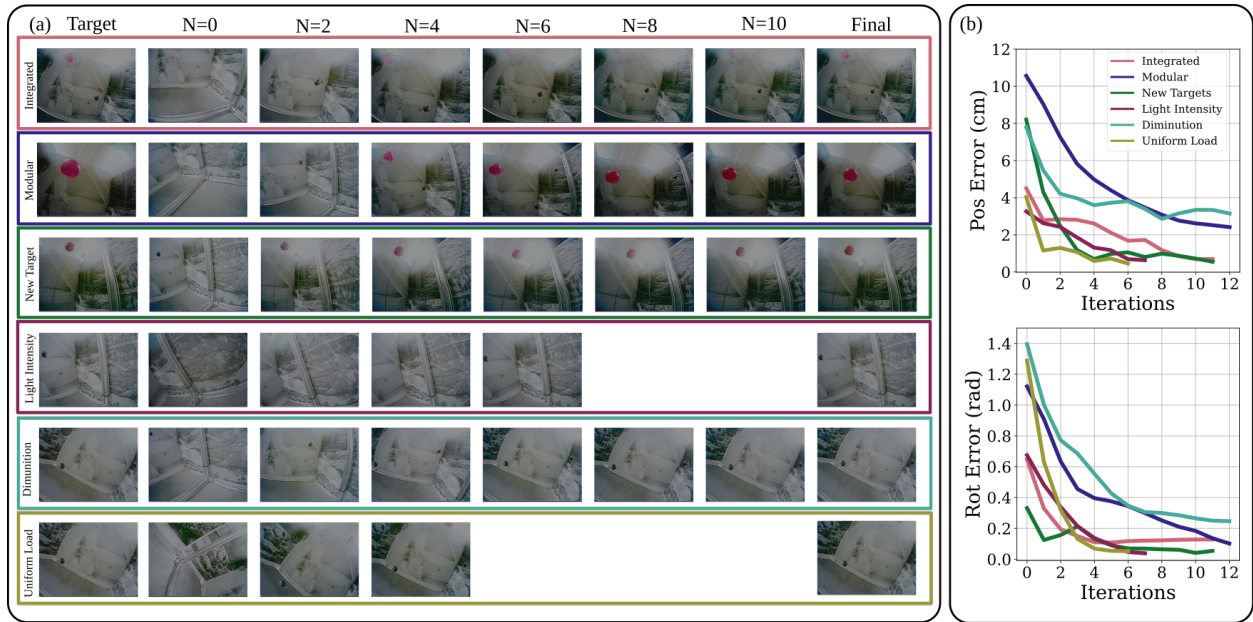 (a) Target N=0 N=2 N=4 N=6 N=8 N=10 Final
Integrated
Modular
New Target
Light Intensity
Dimunition
Uniform Load
(b)
12
10
8
6
4
2
0
Pos Error (cm)
Integrated
Modular
New Targets
Light Intensity
Diminution
Uniform Load
0 2 4 6 8 10 12
Iterations
1.4
1.2
1.0
0.8
0.6
0.4
0.2
0.0
Rot Error (rad)
0 2 4 6 8 10 12
Iterations